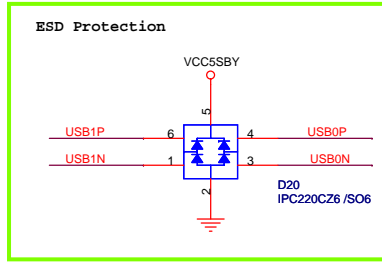 ESD Protection
VCC5SBY
5
USB1P 6 4 USB0P
USB1N 1 3 USB0N
2
D20
IPC220CZ6 /SO6